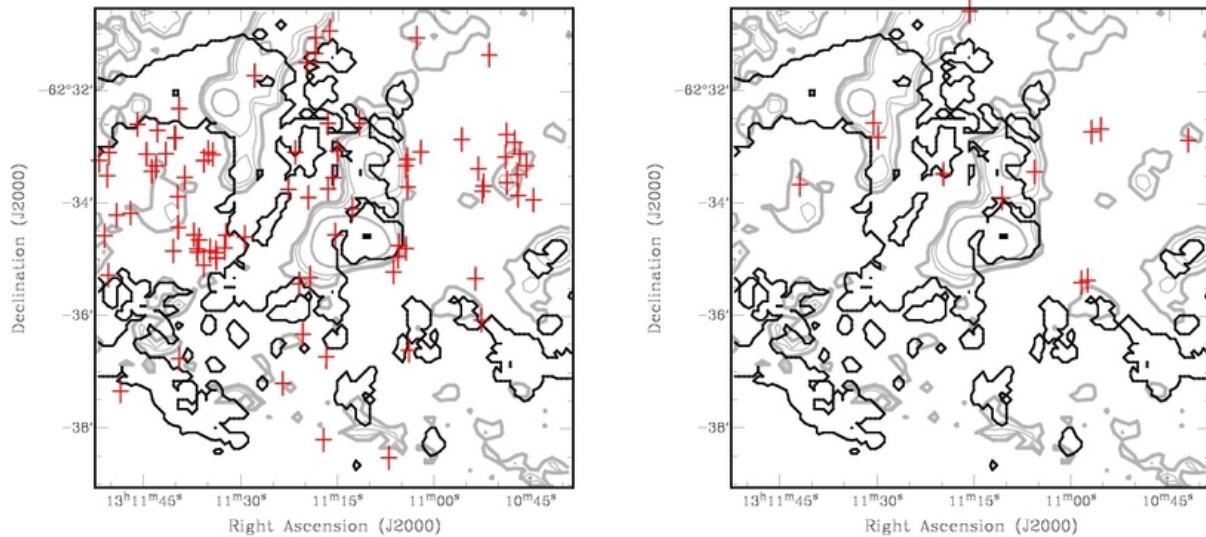 −62°32′
−34′
−36′
−38′
Declination (J2000)
13ʰ11ᵐ45ˢ 11ᵐ30ˢ 11ᵐ15ˢ 11ᵐ00ˢ 10ᵐ45ˢ
Right Ascension (J2000)
−62°32′
−34′
−36′
−38′
Declination (J2000)
13ʰ11ᵐ45ˢ 11ᵐ30ˢ 11ᵐ15ˢ 11ᵐ00ˢ 10ᵐ45ˢ
Right Ascension (J2000)